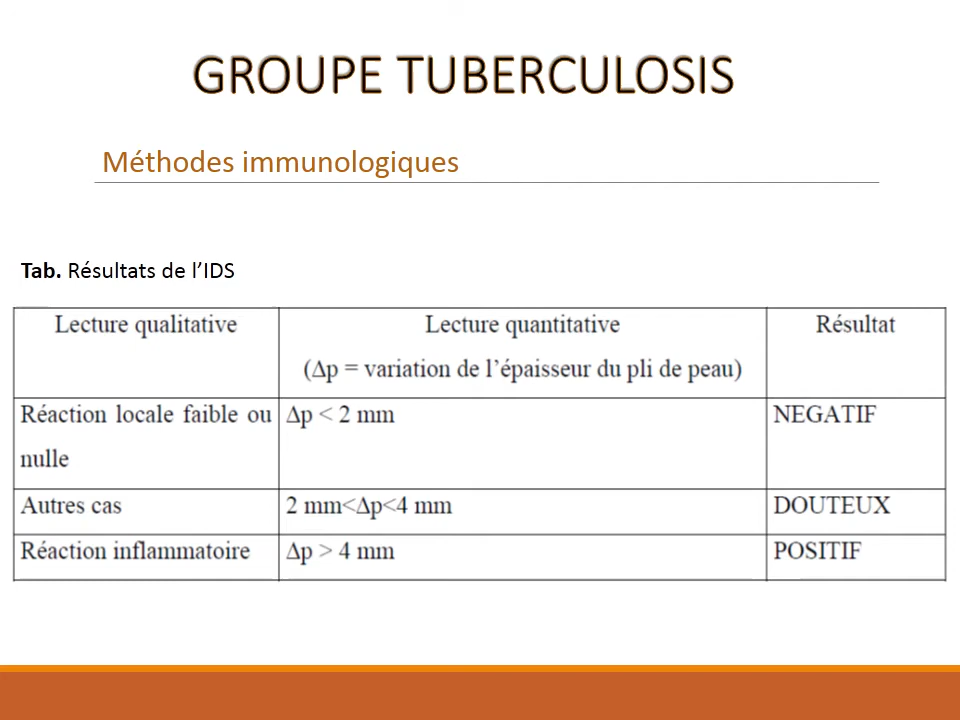 GROUPE TUBERCULOSIS
Méthodes immunologiques
Tab. Résultats de l’IDS
Lecture qualitative
Lecture quantitative
(Δp = variation de l’épaisseur du pli de peau)
Résultat
Réaction locale faible ou
nulle
Δp < 2 mm
NEGATIF
Autres cas
2 mm<Δp<4 mm
DOUTEUX
Réaction inflammatoire
Δp > 4 mm
POSITIF